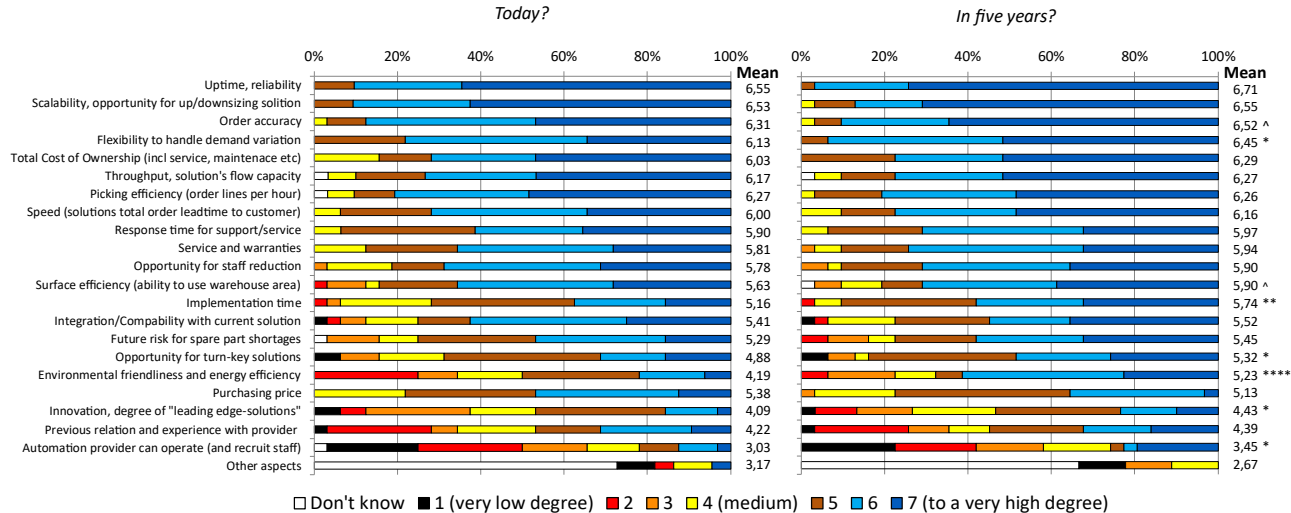 Today? In five years?
0% 20% 40% 60% 80% 100% 0% 20% 40% 60% 80% 100%
Mean Mean
Uptime, reliability 6,55 6,71
Scalability, opportunity for up/downsizing solition 6,53 6,55
Order accuracy 6,31 6,52 ^
Flexibility to handle demand variation 6,13 6,45 *
Total Cost of Ownership (incl service, maintenace etc) 6,03 6,29
Throughput, solution's flow capacity 6,17 6,27
Picking efficiency (order lines per hour) 6,27 6,26
Speed (solutions total order leadtime to customer) 6,00 6,16
Response time for support/service 5,90 5,97
Service and warranties 5,81 5,94
Opportunity for staff reduction 5,78 5,90
Surface efficiency (ability to use warehouse area) 5,63 5,90 ^
Implementation time 5,16 5,74 **
Integration/Compability with current solution 5,41 5,52
Future risk for spare part shortages 5,29 5,45
Opportunity for turn-key solutions 4,88 5,32 *
Environmental friendliness and energy efficiency 4,19 5,23 ****
Purchasing price 5,38 5,13
Innovation, degree of "leading edge-solutions" 4,09 4,43 *
Previous relation and experience with provider 4,22 4,39
Automation provider can operate (and recruit staff) 3,03 3,45 *
Other aspects 3,17 2,67
Don't know 1 (very low degree) 2 3 4 (medium) 5 6 7 (to a very high degree)